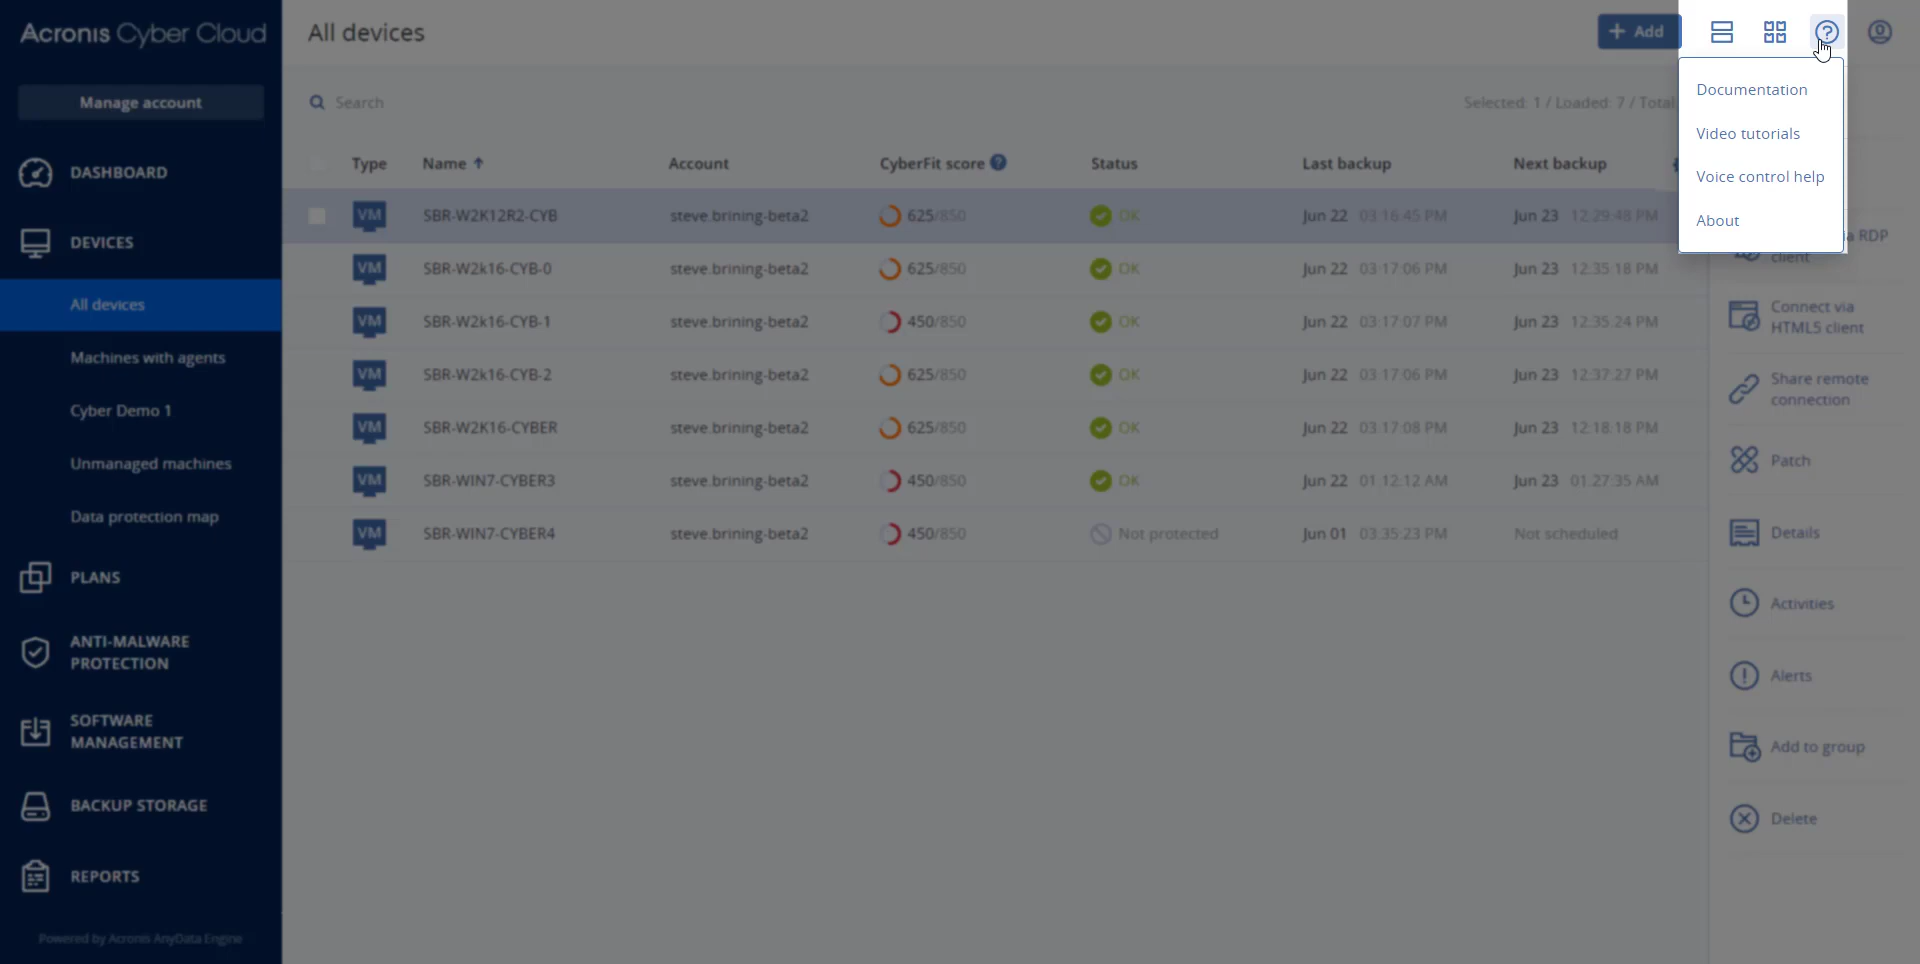 Acronis Cyber Cloud
Manage account
DASHBOARD
DEVICES
All devices
Machines with agents
Cyber Demo 1
Unmanaged machines
Data protection map
PLANS
ANTI-MALWARE
PROTECTION
SOFTWARE
MANAGEMENT
BACKUP STORAGE
REPORTS
Powered by Acronis AnyData Engine
All devices
+ Add
Search
Selected: 1 / Loaded: 7 / Total
Type Name Account CyberFit score ? Status Last backup Next backup
VM SBR-W2K12R2-CYB steve.brining-beta2 625/850 OK Jun 22 03:16:45 PM Jun 23 12:29:48 PM
VM SBR-W2k16-CYB-0 steve.brining-beta2 625/850 OK Jun 22 03:17:06 PM Jun 23 12:35:18 PM
VM SBR-W2k16-CYB-1 steve.brining-beta2 450/850 OK Jun 22 03:17:07 PM Jun 23 12:35:24 PM
VM SBR-W2k16-CYB-2 steve.brining-beta2 625/850 OK Jun 22 03:17:06 PM Jun 23 12:37:27 PM
VM SBR-W2K16-CYBER steve.brining-beta2 625/850 OK Jun 22 03:17:08 PM Jun 23 12:18:18 PM
VM SBR-WIN7-CYBER3 steve.brining-beta2 450/850 OK Jun 22 01:12:12 AM Jun 23 01:27:35 AM
VM SBR-WIN7-CYBER4 steve.brining-beta2 450/850 Not protected Jun 01 03:35:23 PM Not scheduled
Documentation
Video tutorials
Voice control help
About
RDP
client
Connect via
HTML5 client
Share remote
connection
Patch
Details
Activities
Alerts
Add to group
Delete